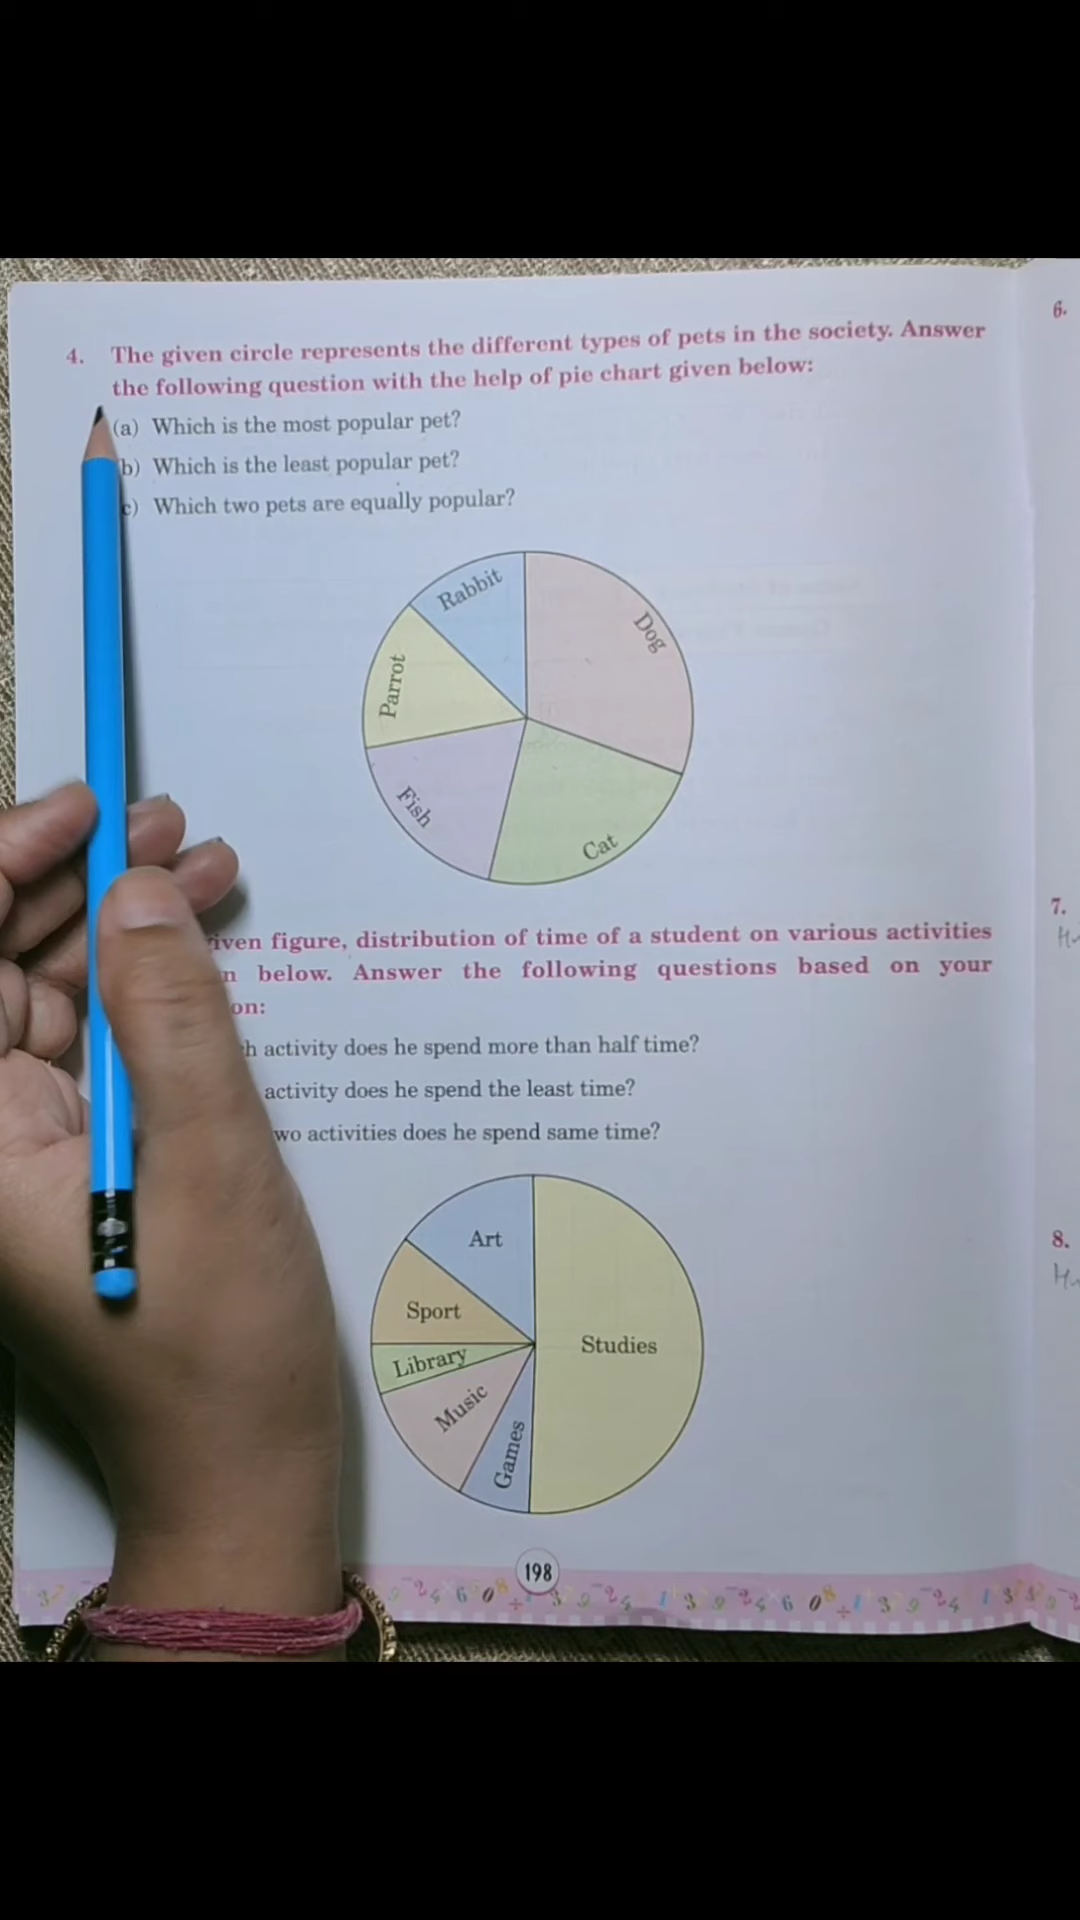 4. The given circle represents the different types of pets in the society. Answer
the following question with the help of pie chart given below:
(a) Which is the most popular pet?
b) Which is the least popular pet?
c) Which two pets are equally popular?
Rabbit
Dog
Parrot
Fish
Cat
iven figure, distribution of time of a student on various activities
n below. Answer the following questions based on your
on:
h activity does he spend more than half time?
activity does he spend the least time?
wo activities does he spend same time?
Art
Sport
Studies
Library
Music
Games
198
6.
7.
8.